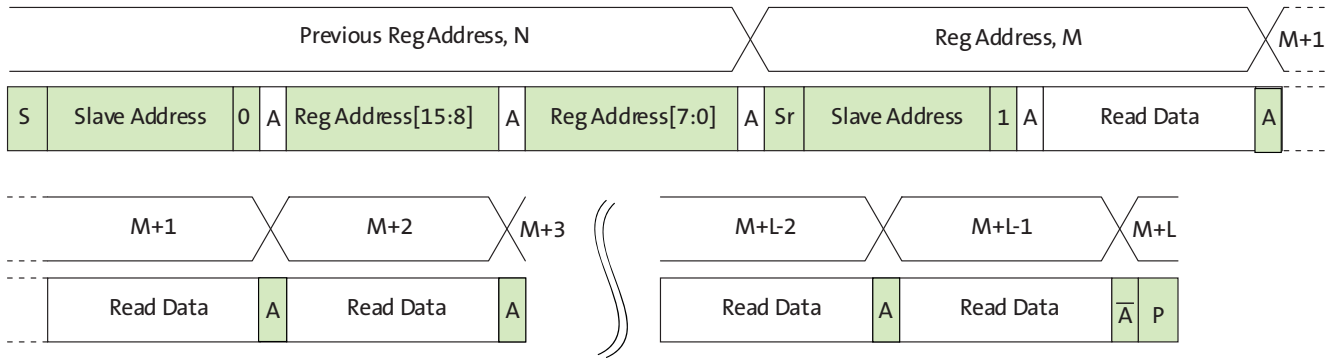 Previous Reg Address, N Reg Address, M M+1
S Slave Address 0 A Reg Address[15:8] A Reg Address[7:0] A Sr Slave Address 1 A Read Data A
M+1 M+2 M+3 M+L-2 M+L-1 M+L
Read Data A Read Data A Read Data A Read Data A̅ P